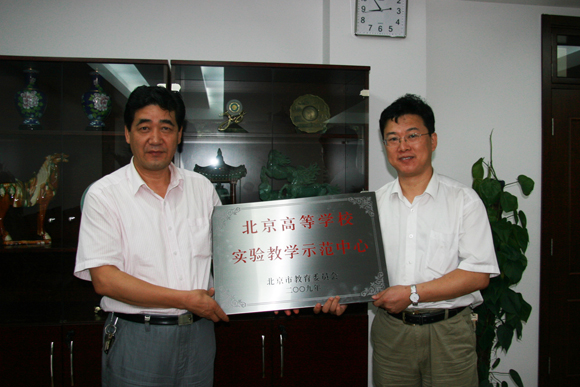 北京高等学校
实验教学示范中心
北京市教育委员会
二〇〇九年